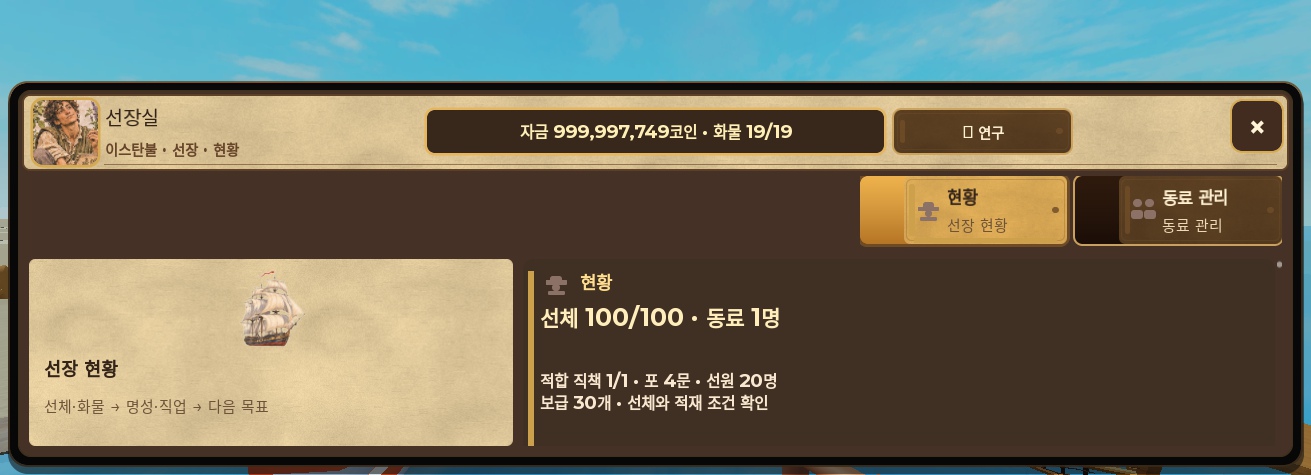 선장실
이스탄불 • 선장 • 현황
자금 999,997,749코인 • 화물 19/19
연구
×
현황
선장 현황
동료 관리
동료 관리
선장 현황
선체·화물 → 명성·직업 → 다음 목표
현황
선체 100/100 • 동료 1명
적합 직책 1/1 • 포 4문 • 선원 20명
보급 30개 • 선체와 적재 조건 확인